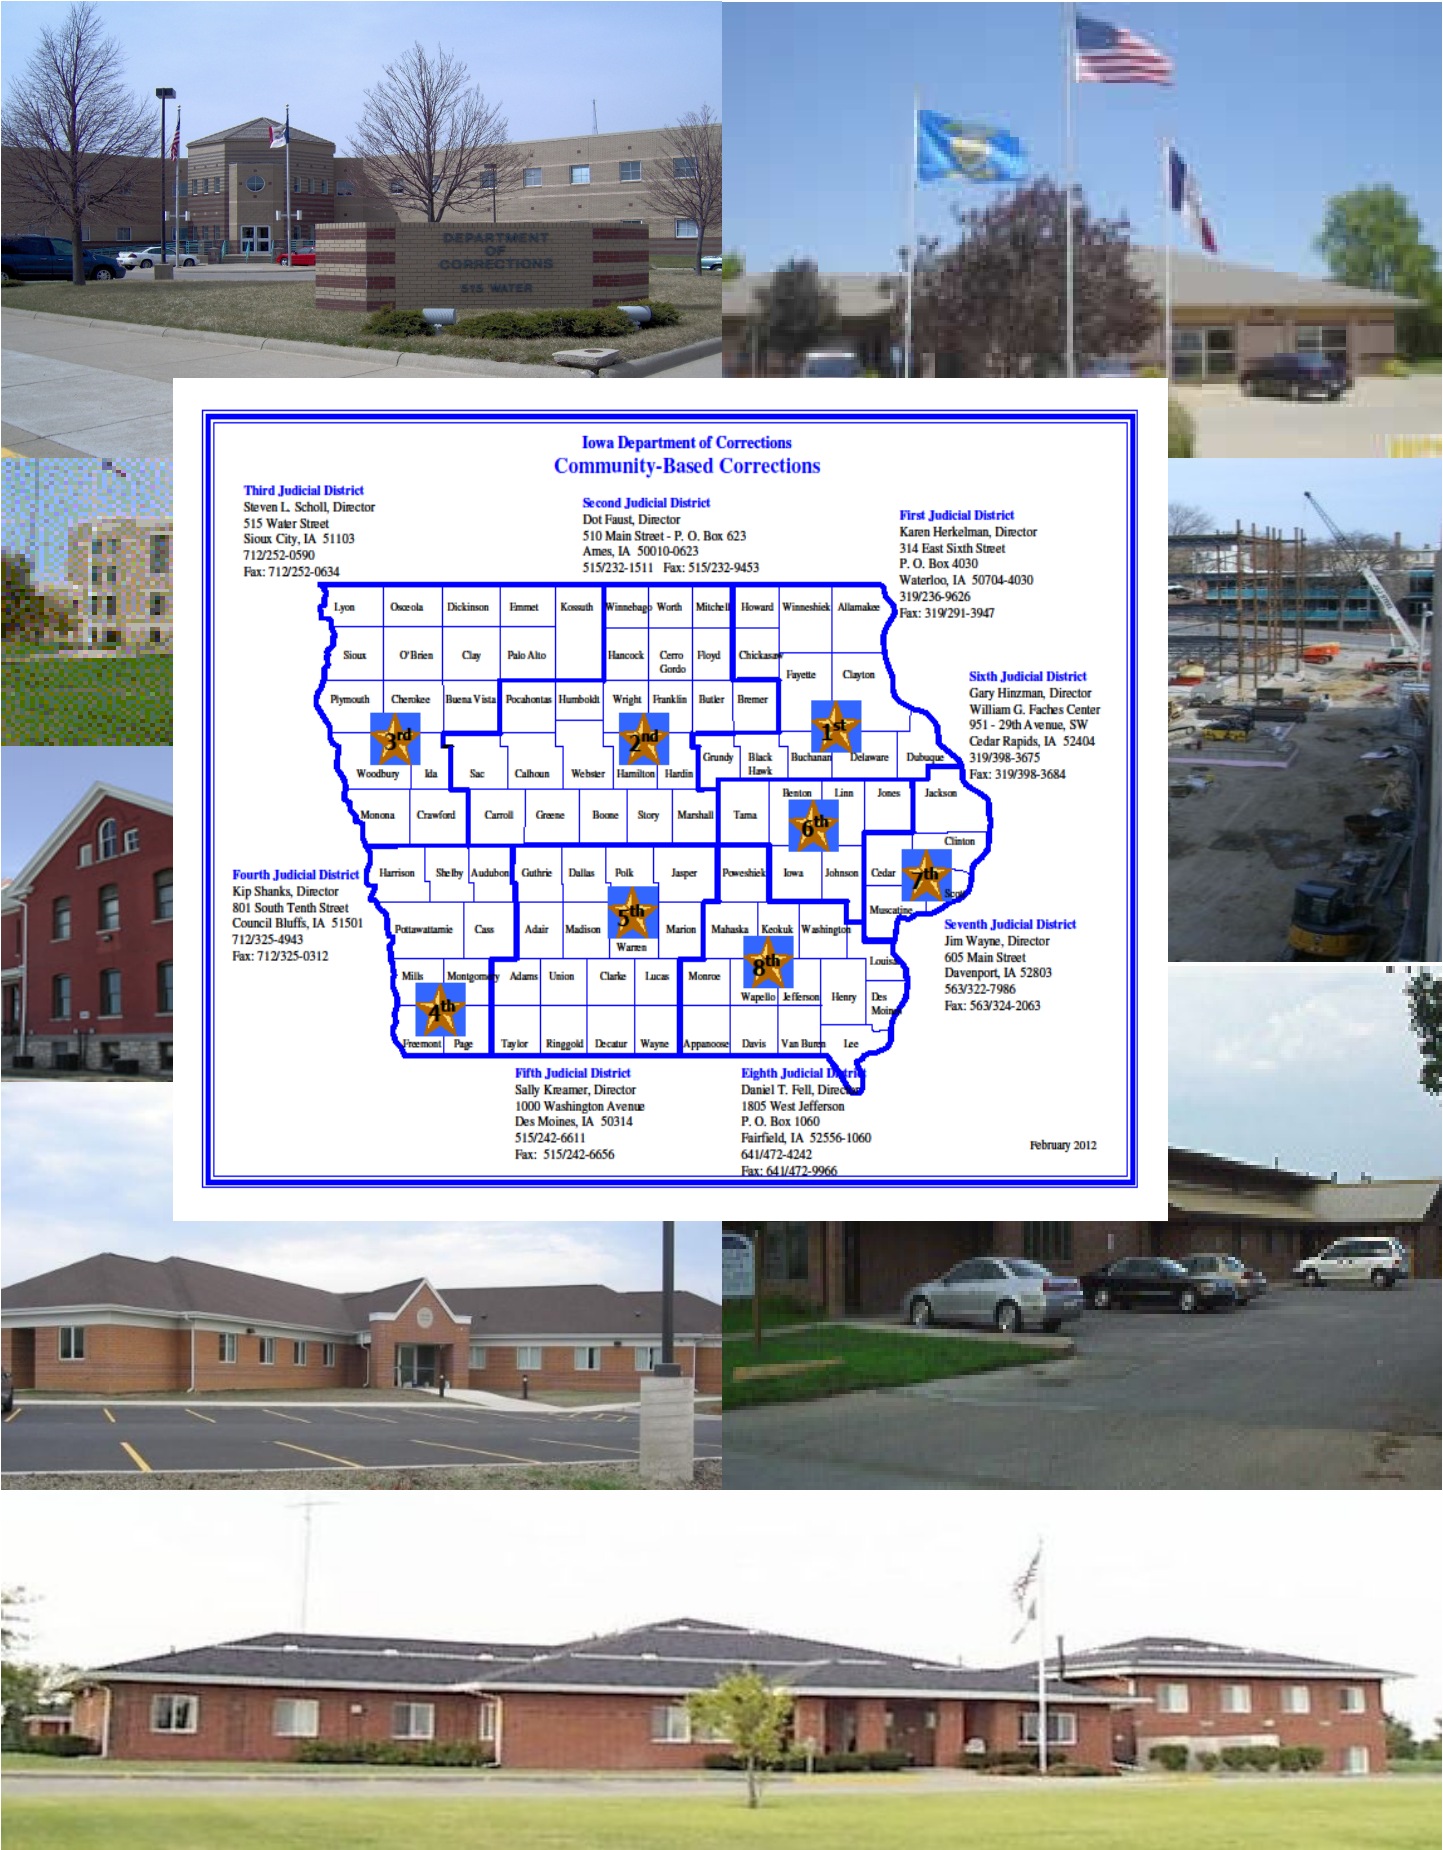 DEPARTMENT
OF
CORRECTIONS
515 WATER
Iowa Department of Corrections
Community-Based Corrections
Third Judicial District
Steven L. Scholl, Director
515 Water Street
Sioux City, IA 51103
712/252-0590
Fax: 712/252-0634
Second Judicial District
Dot Faust, Director
510 Main Street - P. O. Box 623
Ames, IA 50010-0623
515/232-1511 Fax: 515/232-9453
First Judicial District
Karen Herkelman, Director
314 East Sixth Street
P. O. Box 4030
Waterloo, IA 50704-4030
319/236-9626
Fax: 319/291-3947
Sixth Judicial District
Gary Hinzman, Director
William G. Faches Center
951 - 29th Avenue, SW
Cedar Rapids, IA 52404
319/398-3675
Fax: 319/398-3684
Lyon Osceola Dickinson Emmet Kossuth Winnebago Worth Mitchell Howard Winneshiek Allamakee
Sioux O'Brien Clay Palo Alto Hancock Cerro Gordo Floyd Chickasaw Fayette Clayton
Plymouth Cherokee Buena Vista Pocahontas Humboldt Wright Franklin Butler Bremer
3rd 2nd 1st
Woodbury Ida Sac Calhoun Webster Hamilton Hardin Grundy Black Hawk Buchanan Delaware Dubuque
Monona Crawford Carroll Greene Boone Story Marshall Tama Benton Linn Jones Jackson
6th
Clinton
Harrison Shelby Audubon Guthrie Dallas Polk Jasper Poweshiek Iowa Johnson Cedar 7th Scott
5th
Muscatine
Pottawattamie Cass Adair Madison Warren Marion Mahaska Keokuk Washington
8th
Louisa
Mills Montgomery Adams Union Clarke Lucas Monroe Wapello Jefferson Henry Des Moines
4th
Freemont Page Taylor Ringgold Decatur Wayne Appanoose Davis Van Buren Lee
Fourth Judicial District
Kip Shanks, Director
801 South Tenth Street
Council Bluffs, IA 51501
712/325-4943
Fax: 712/325-0312
Seventh Judicial District
Jim Wayne, Director
605 Main Street
Davenport, IA 52803
563/322-7986
Fax: 563/324-2063
Fifth Judicial District
Sally Kreamer, Director
1000 Washington Avenue
Des Moines, IA 50314
515/242-6611
Fax: 515/242-6656
Eighth Judicial District
Daniel T. Fell, Director
1805 West Jefferson
P. O. Box 1060
Fairfield, IA 52556-1060
641/472-4242
Fax: 641/472-9966
February 2012